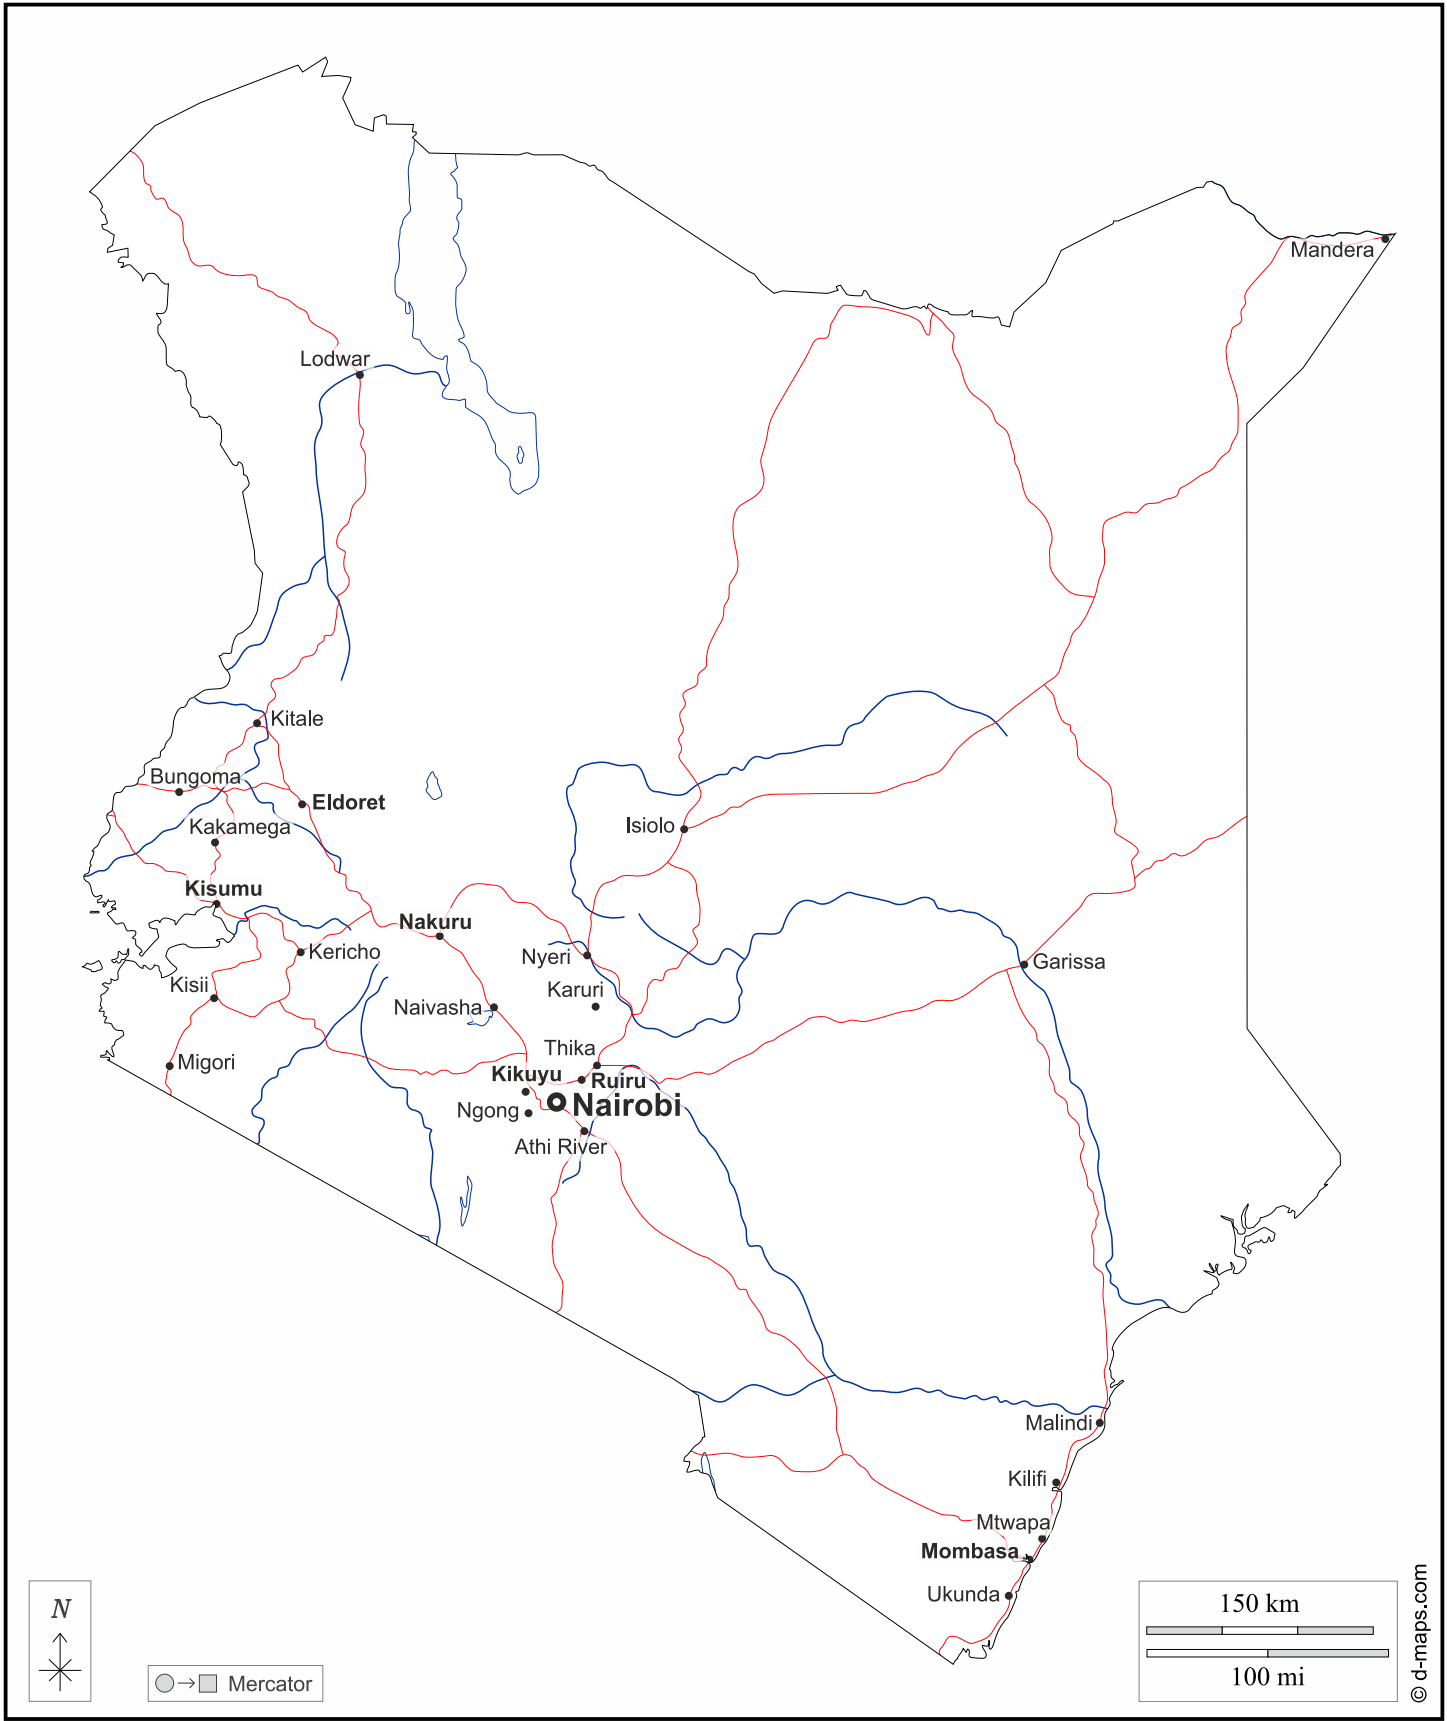 Mandera
Lodwar
Kitale
Bungoma
Eldoret
Isiolo
Kakamega
Kisumu
Nakuru
Kericho
Nyeri
Garissa
Kisii
Karuri
Naivasha
Thika
Migori
Kikuyu
Ruiru
Nairobi
Ngong
Athi River
Malindi
Kilifi
Mtwapa
Mombasa
Ukunda
N
Mercator
150 km
100 mi
© d-maps.com